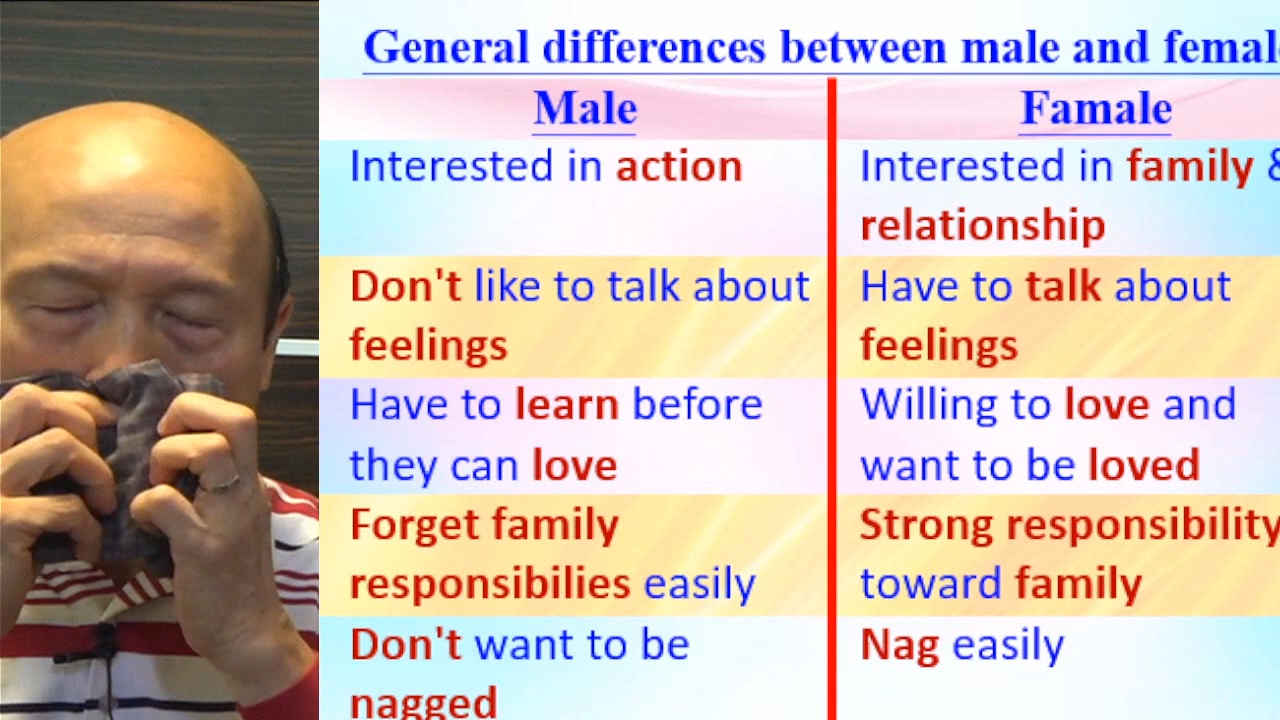 General differences between male and femal
Male
Famale
Interested in action
Interested in family &
relationship
Don't like to talk about
feelings
Have to talk about
feelings
Have to learn before
they can love
Willing to love and
want to be loved
Forget family
responsibilies easily
Strong responsibility
toward family
Don't want to be
nagged
Nag easily